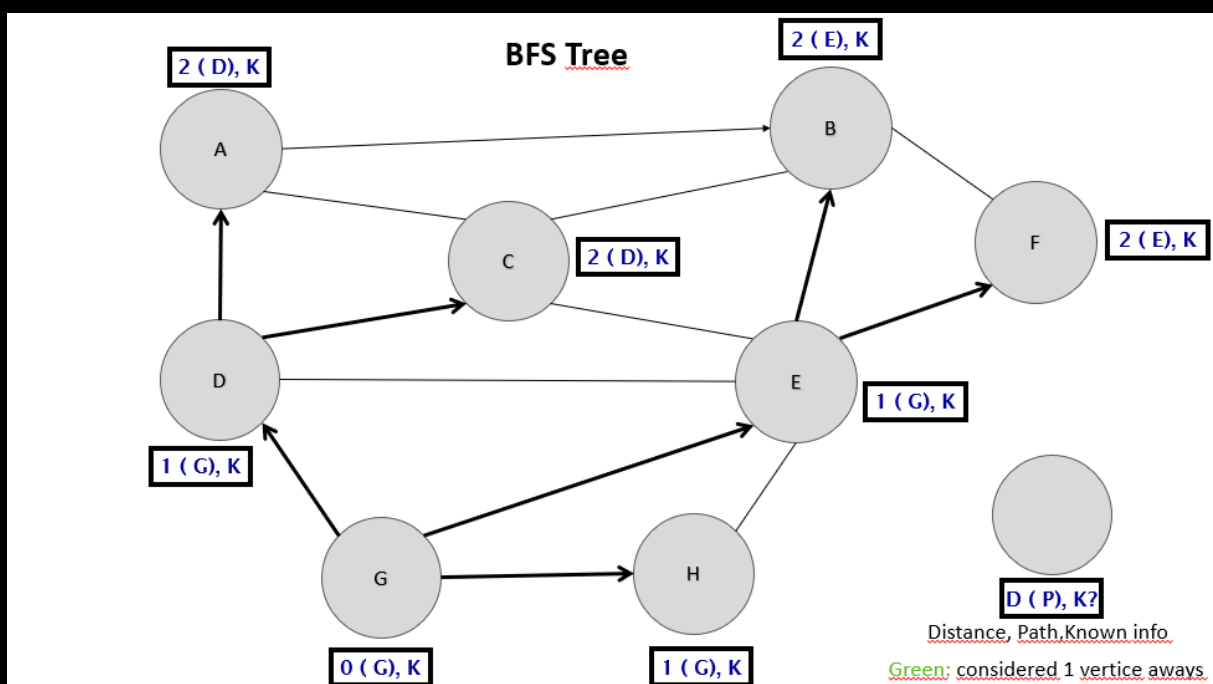 BFS Tree
2 ( D), K
2 ( E), K
A
B
C
2 ( D), K
F
2 ( E), K
D
E
1 ( G), K
1 ( G), K
G
H
D ( P), K?
0 ( G), K
1 ( G), K
Distance, Path,Known info
Green: considered 1 vertice aways